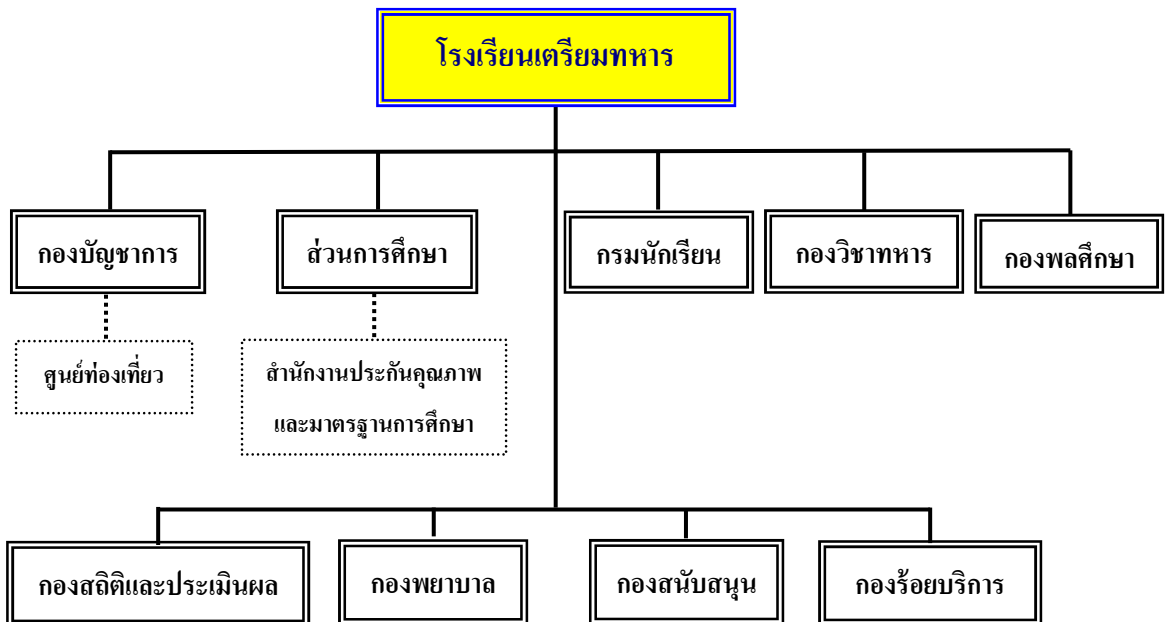 โรงเรียนเตรียมทหาร
กองบัญชาการ
ส่วนการศึกษา
กรมนักเรียน
กองวิชาทหาร
กองพลศึกษา
ศูนย์ท่องเที่ยว
สำนักงานประกันคุณภาพ
และมาตรฐานการศึกษา
กองสถิติและประเมินผล
กองพยาบาล
กองสนับสนุน
กองร้อยบริการ